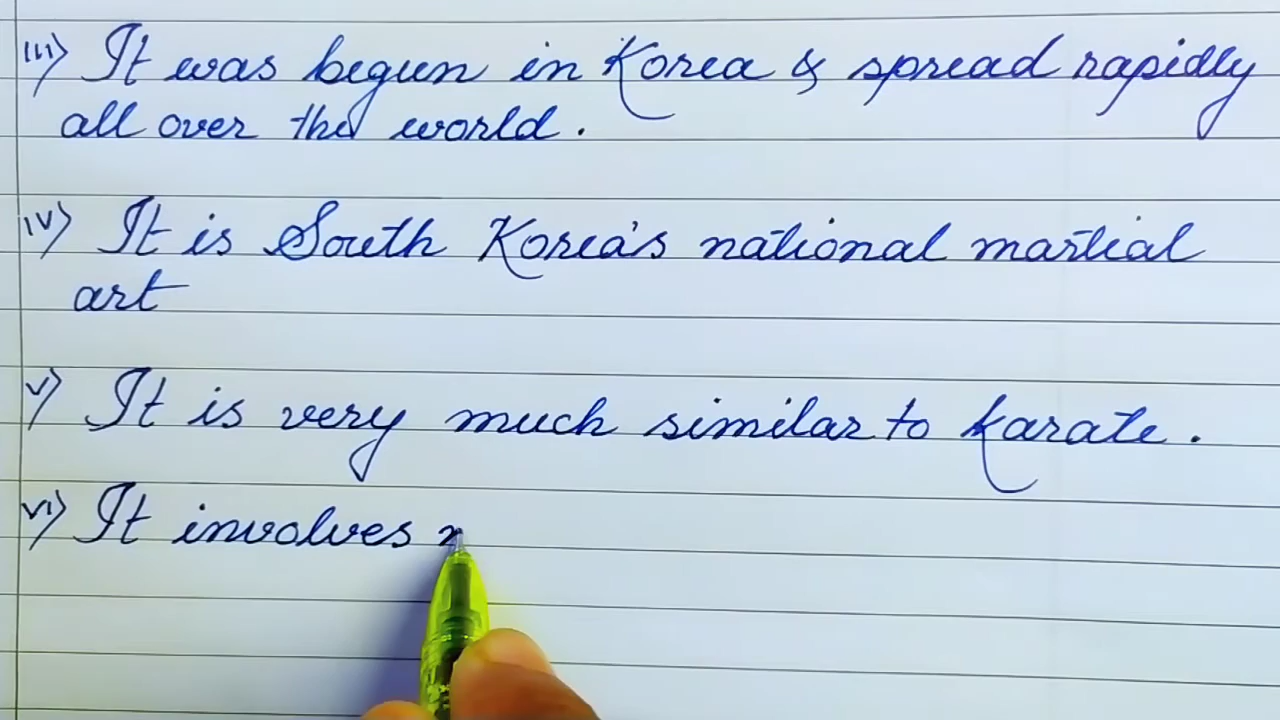 iii) It was begun in Korea & spread rapidly
all over the world.
iv) It is South Korea's national martial
art
v) It is very much similar to karate.
vi) It involves